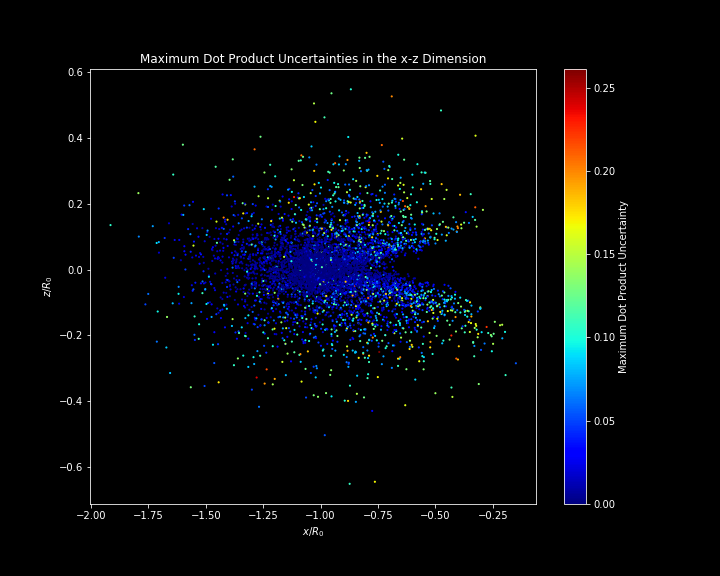 Maximum Dot Product Uncertainties in the x-z Dimension
0.6
0.4
0.2
0.0
−0.2
−0.4
−0.6
z/R₀
−2.00 −1.75 −1.50 −1.25 −1.00 −0.75 −0.50 −0.25
x/R₀
0.25
0.20
0.15
0.10
0.05
0.00
Maximum Dot Product Uncertainty